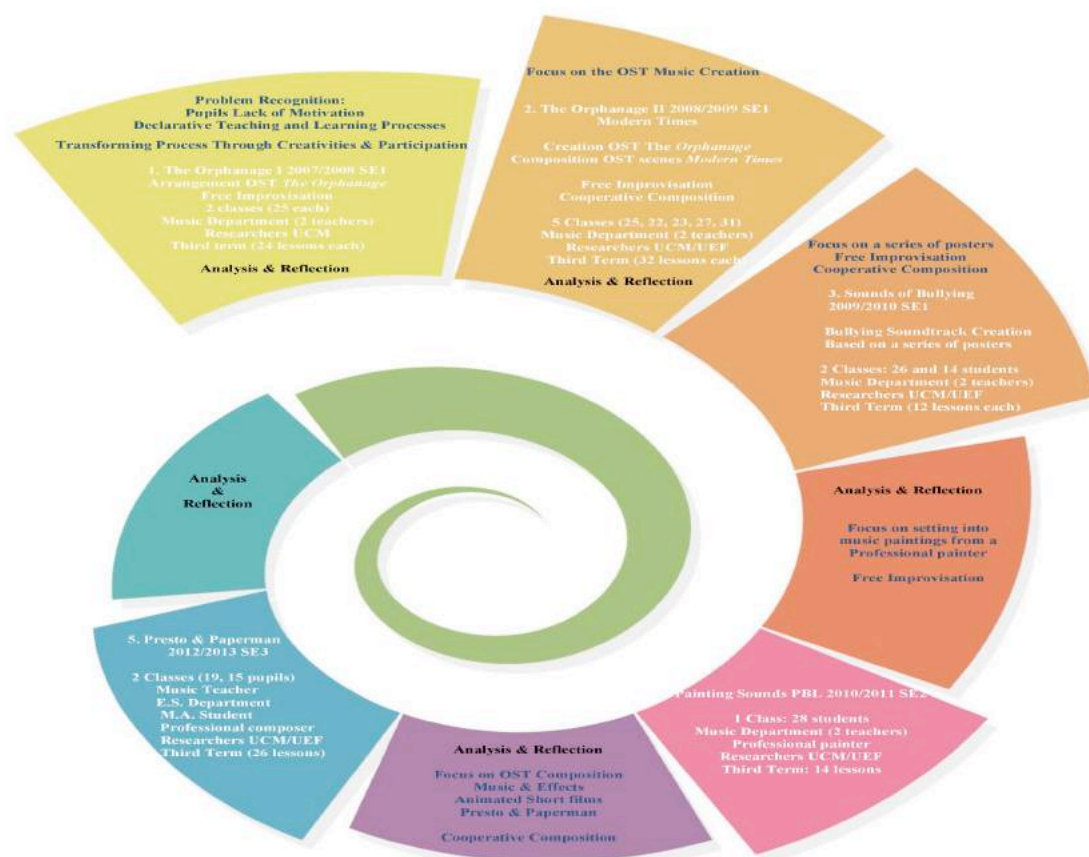 Problem Recognition:
Pupils Lack of Motivation
Declarative Teaching and Learning Processes
Transforming Process Through Creativities & Participation
1. The Orphanage I 2007/2008 SE1
Arrangement OST The Orphanage
Free Improvisation
2 classes (25 each)
Music Department (2 teachers)
Researchers UCM
Third term (24 lessons each)
Analysis & Reflection
Focus on the OST Music Creation
2. The Orphanage II 2008/2009 SE1
Modern Times
Creation OST The Orphanage
Composition OST scenes Modern Times
Free Improvisation
Cooperative Composition
5 Classes (25, 22, 23, 27, 31)
Music Department (2 teachers)
Researchers UCM/UEF
Third Term (32 lessons each)
Analysis & Reflection
Focus on a series of posters
Free Improvisation
Cooperative Composition
3. Sounds of Bullying
2009/2010 SE1
Bullying Soundtrack Creation
Based on a series of posters
2 Classes: 26 and 14 students
Music Department (2 teachers)
Researchers UCM/UEF
Third Term (12 lessons each)
Analysis & Reflection
Focus on setting into
music paintings from a
Professional painter
Free Improvisation
Painting Sounds PBL 2010/2011 SE2
1 Class: 28 students
Music Department (2 teachers)
Professional painter
Researchers UCM/UEF
Third Term: 14 lessons
Analysis & Reflection
Focus on OST Composition
Music & Effects
Animated Short films
Presto & Paperman
Cooperative Composition
5. Presto & Paperman
2012/2013 SE3
2 Classes (19, 15 pupils)
Music Teacher
E.S. Department
M.A. Student
Professional composer
Researchers UCM/UEF
Third Term (26 lessons)
Analysis
&
Reflection